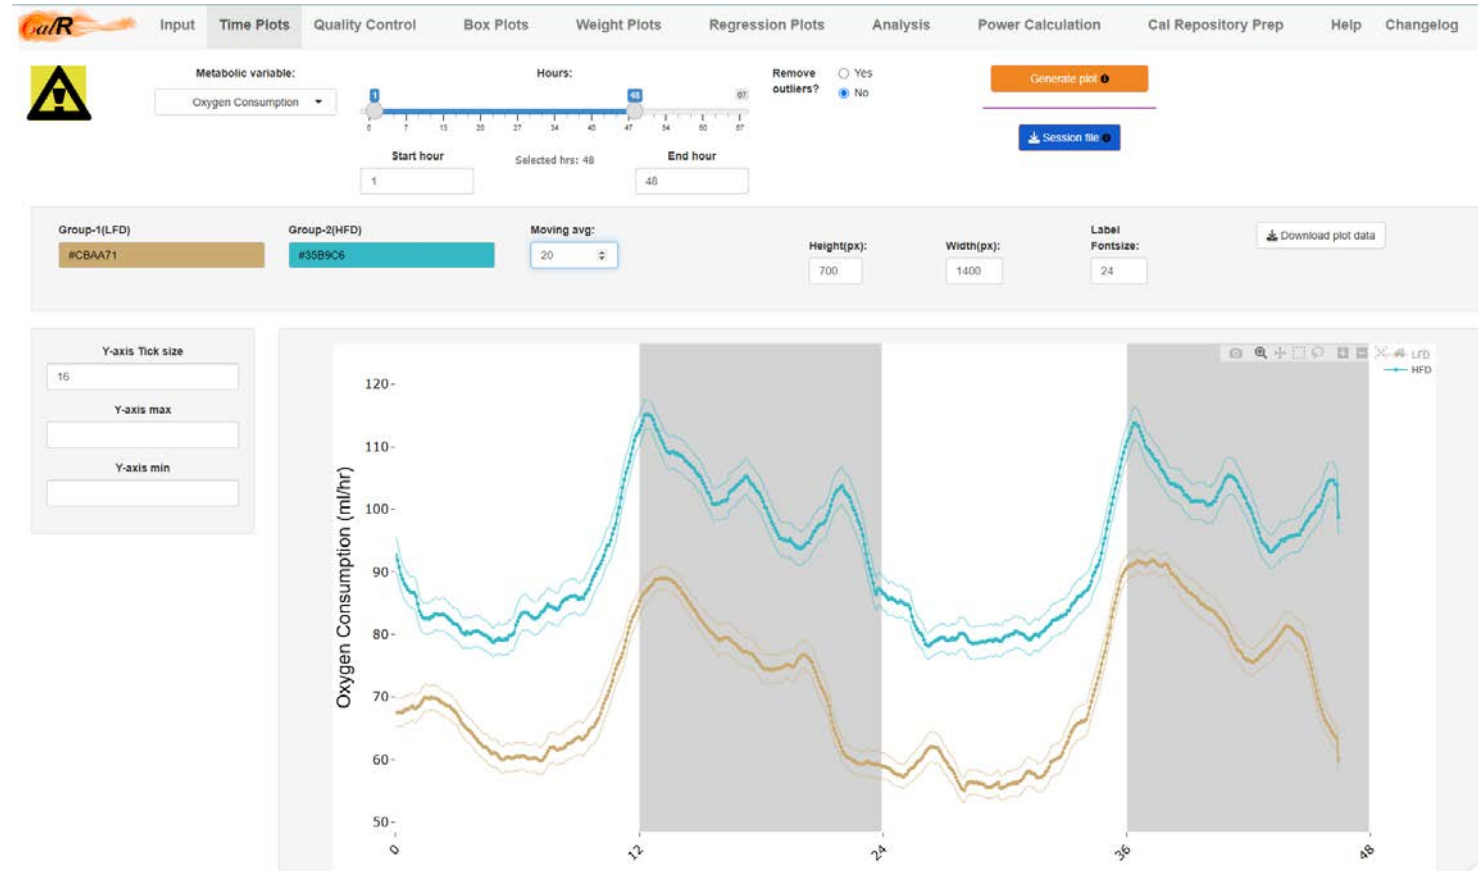 CalR Input Time Plots Quality Control Box Plots Weight Plots Regression Plots Analysis Power Calculation Cal Repository Prep Help Changelog
Metabolic variable:
Oxygen Consumption
Hours:
1 48 67
0 7 13 20 27 34 40 47 54 60 67
Start hour
1
Selected hrs: 48
End hour
48
Remove outliers?
Yes
No
Generate plot
Session file
Group-1(LFD)
#CBAA71
Group-2(HFD)
#35B9C6
Moving avg:
20
Height(px):
700
Width(px):
1400
Label
Fontsize:
24
Download plot data
Y-axis Tick size
16
Y-axis max
Y-axis min
LFD
HFD
Oxygen Consumption (ml/hr)
120
110
100
90
80
70
60
50
0 12 24 36 48